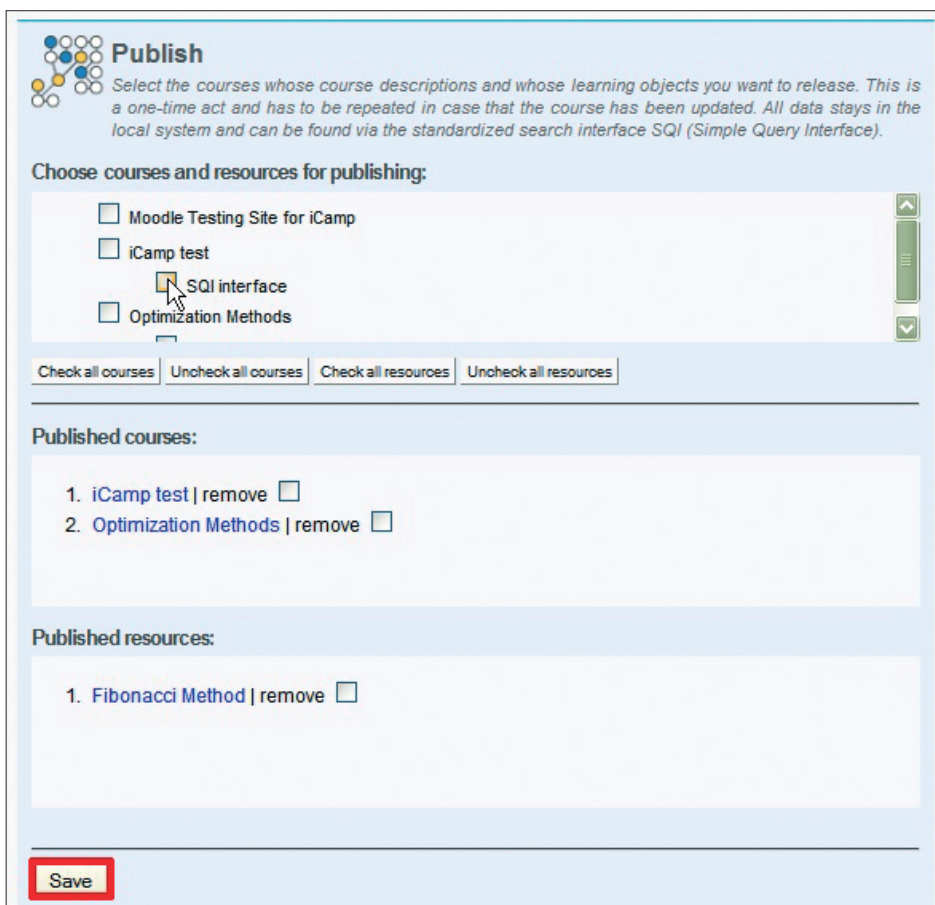 Publish
Select the courses whose course descriptions and whose learning objects you want to release. This is
a one-time act and has to be repeated in case that the course has been updated. All data stays in the
local system and can be found via the standardized search interface SQI (Simple Query Interface).
Choose courses and resources for publishing:
Moodle Testing Site for iCamp
iCamp test
SQI interface
Optimization Methods
Check all courses Uncheck all courses Check all resources Uncheck all resources
Published courses:
1. iCamp test | remove
2. Optimization Methods | remove
Published resources:
1. Fibonacci Method | remove
Save